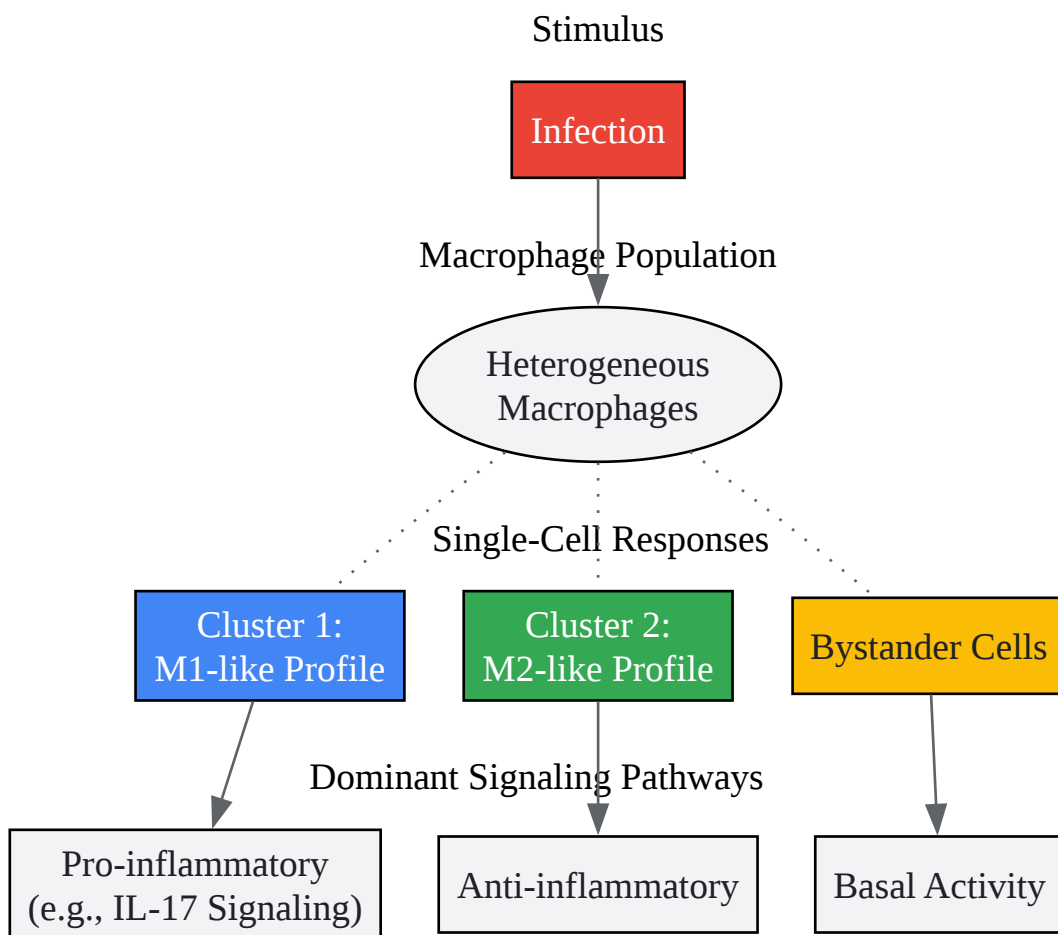 Stimulus
Infection
Macrophage Population
Heterogeneous
Macrophages
Single-Cell Responses
Cluster 1:
M1-like Profile
Cluster 2:
M2-like Profile
Bystander Cells
Dominant Signaling Pathways
Pro-inflammatory
(e.g., IL-17 Signaling)
Anti-inflammatory
Basal Activity